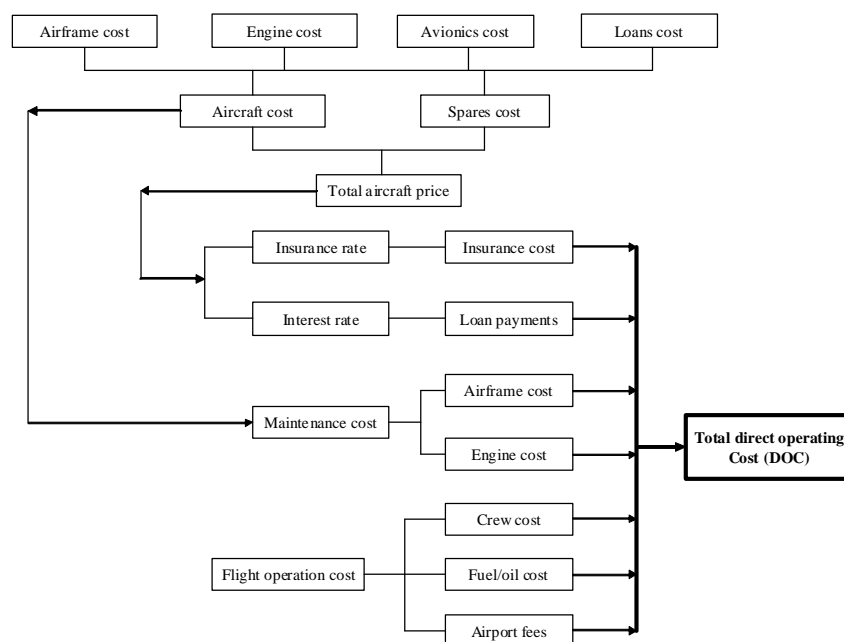 Airframe cost
Engine cost
Avionics cost
Loans cost
Aircraft cost
Spares cost
Total aircraft price
Insurance rate
Insurance cost
Interest rate
Loan payments
Airframe cost
Maintenance cost
Engine cost
Total direct operating
Cost (DOC)
Crew cost
Flight operation cost
Fuel/oil cost
Airport fees